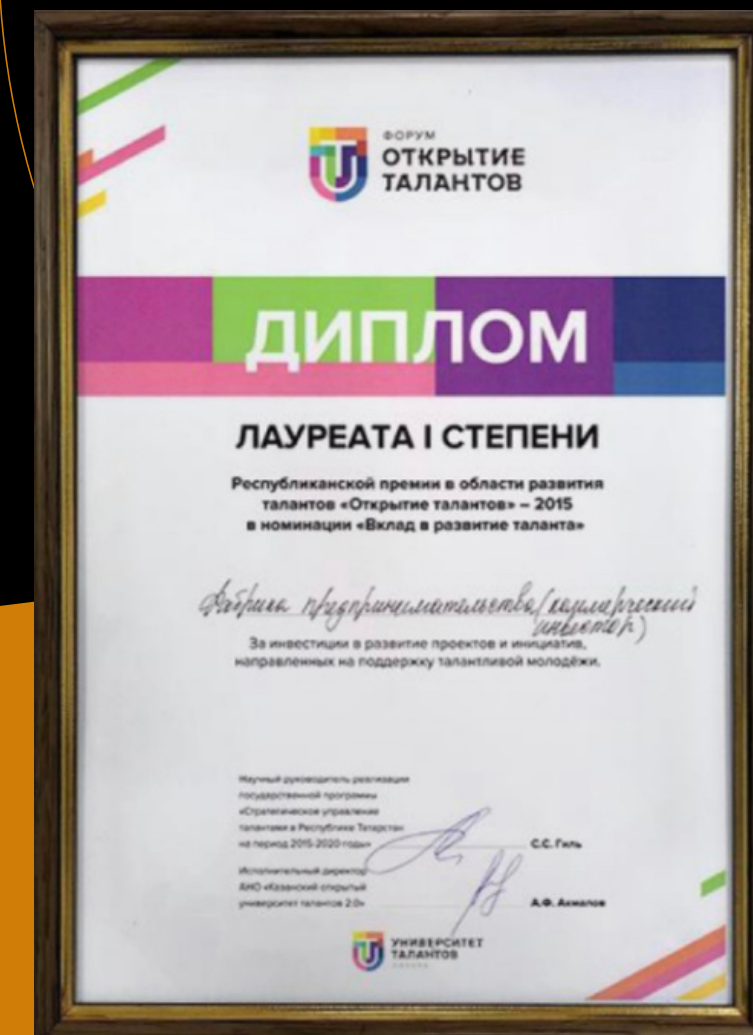 ФОРУМ
ОТКРЫТИЕ
ТАЛАНТОВ
ДИПЛОМ
ЛАУРЕАТА I СТЕПЕНИ
Республиканской премии в области развития
талантов «Открытие талантов» – 2015
в номинации «Вклад в развитие таланта»
Фабрика предпринимательства (коммерческий
инвестор)
За инвестиции в развитие проектов и инициатив,
направленных на поддержку талантливой молодёжи.
Научный руководитель реализации
государственной программы
«Стратегическое управление
талантами в Республике Татарстан
на период 2015-2020 годы»
С.С. Гиль
Исполнительный директор
АНО «Казанский открытый
университет талантов 2.0»
А.Ф. Ахмалов
УНИВЕРСИТЕТ
ТАЛАНТОВ